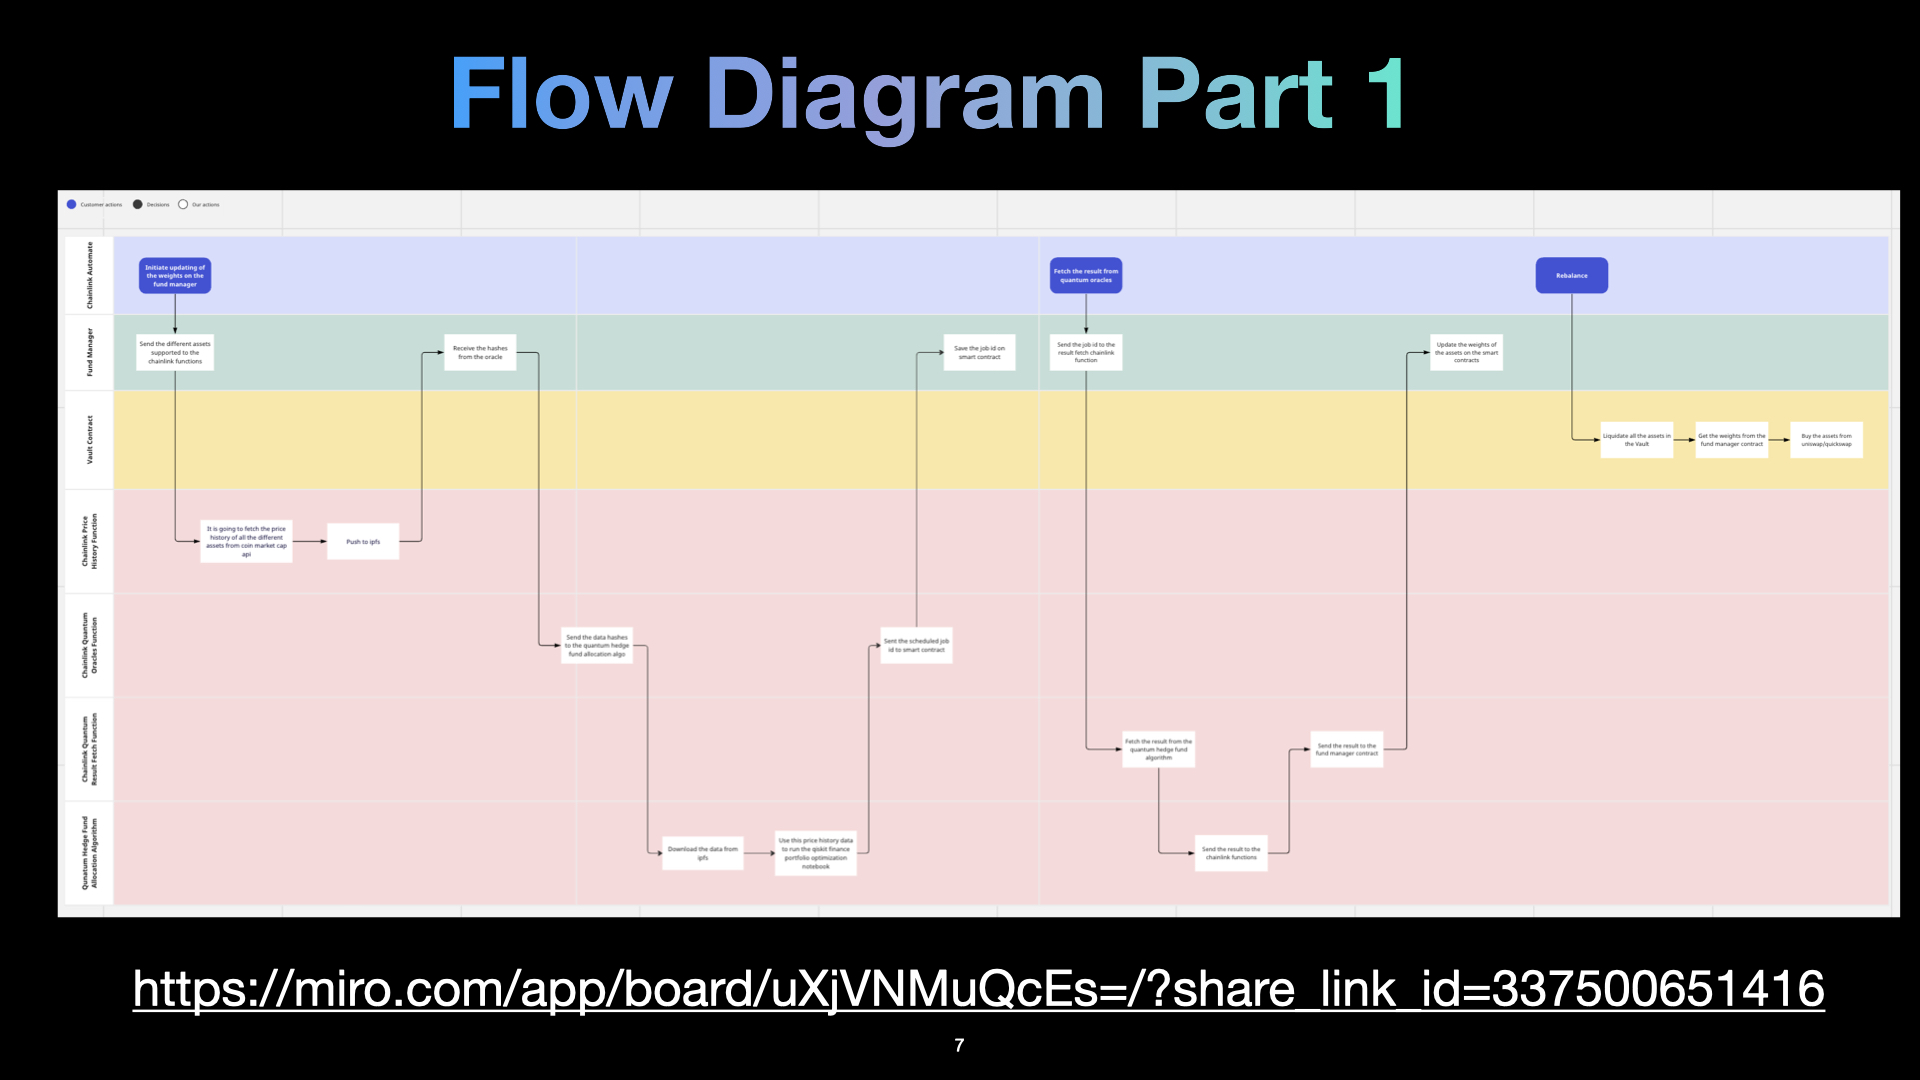 Flow Diagram Part 1
Customer actions
Decisions
Our actions
Chainlink Automate
Initiate updating of
the weights on the
fund manager
Fetch the result from
quantum oracles
Rebalance
Fund Manager
Send the different assets
supported to the
chainlink functions
Receive the hashes
from the oracle
Save the job id on
smart contract
Send the job id to the
result fetch chainlink
function
Update the weights of
the assets on the smart
contracts
Vault Contract
Liquidate all the assets in
the Vault
Get the weights from the
fund manager contract
Buy the assets from
uniswap/quickswap
Chainlink Price
History Function
It is going to fetch the price
history of all the different
assets from coin market cap
api
Push to ipfs
Chainlink Quantum
Oracles Function
Send the data hashes
to the quantum hedge
fund allocation algo
Sent the scheduled job
id to smart contract
Chainlink Quantum
Result Fetch Function
Fetch the result from the
quantum hedge fund
algorithm
Send the result to the
fund manager contract
Qunatum Hedge Fund
Allocation Algorithm
Download the data from
ipfs
Use this price history data
to run the qiskit finance
portfolio optimization
notebook
Send the result to the
chainlink functions
https://miro.com/app/board/uXjVNMuQcEs=/?share_link_id=337500651416
7